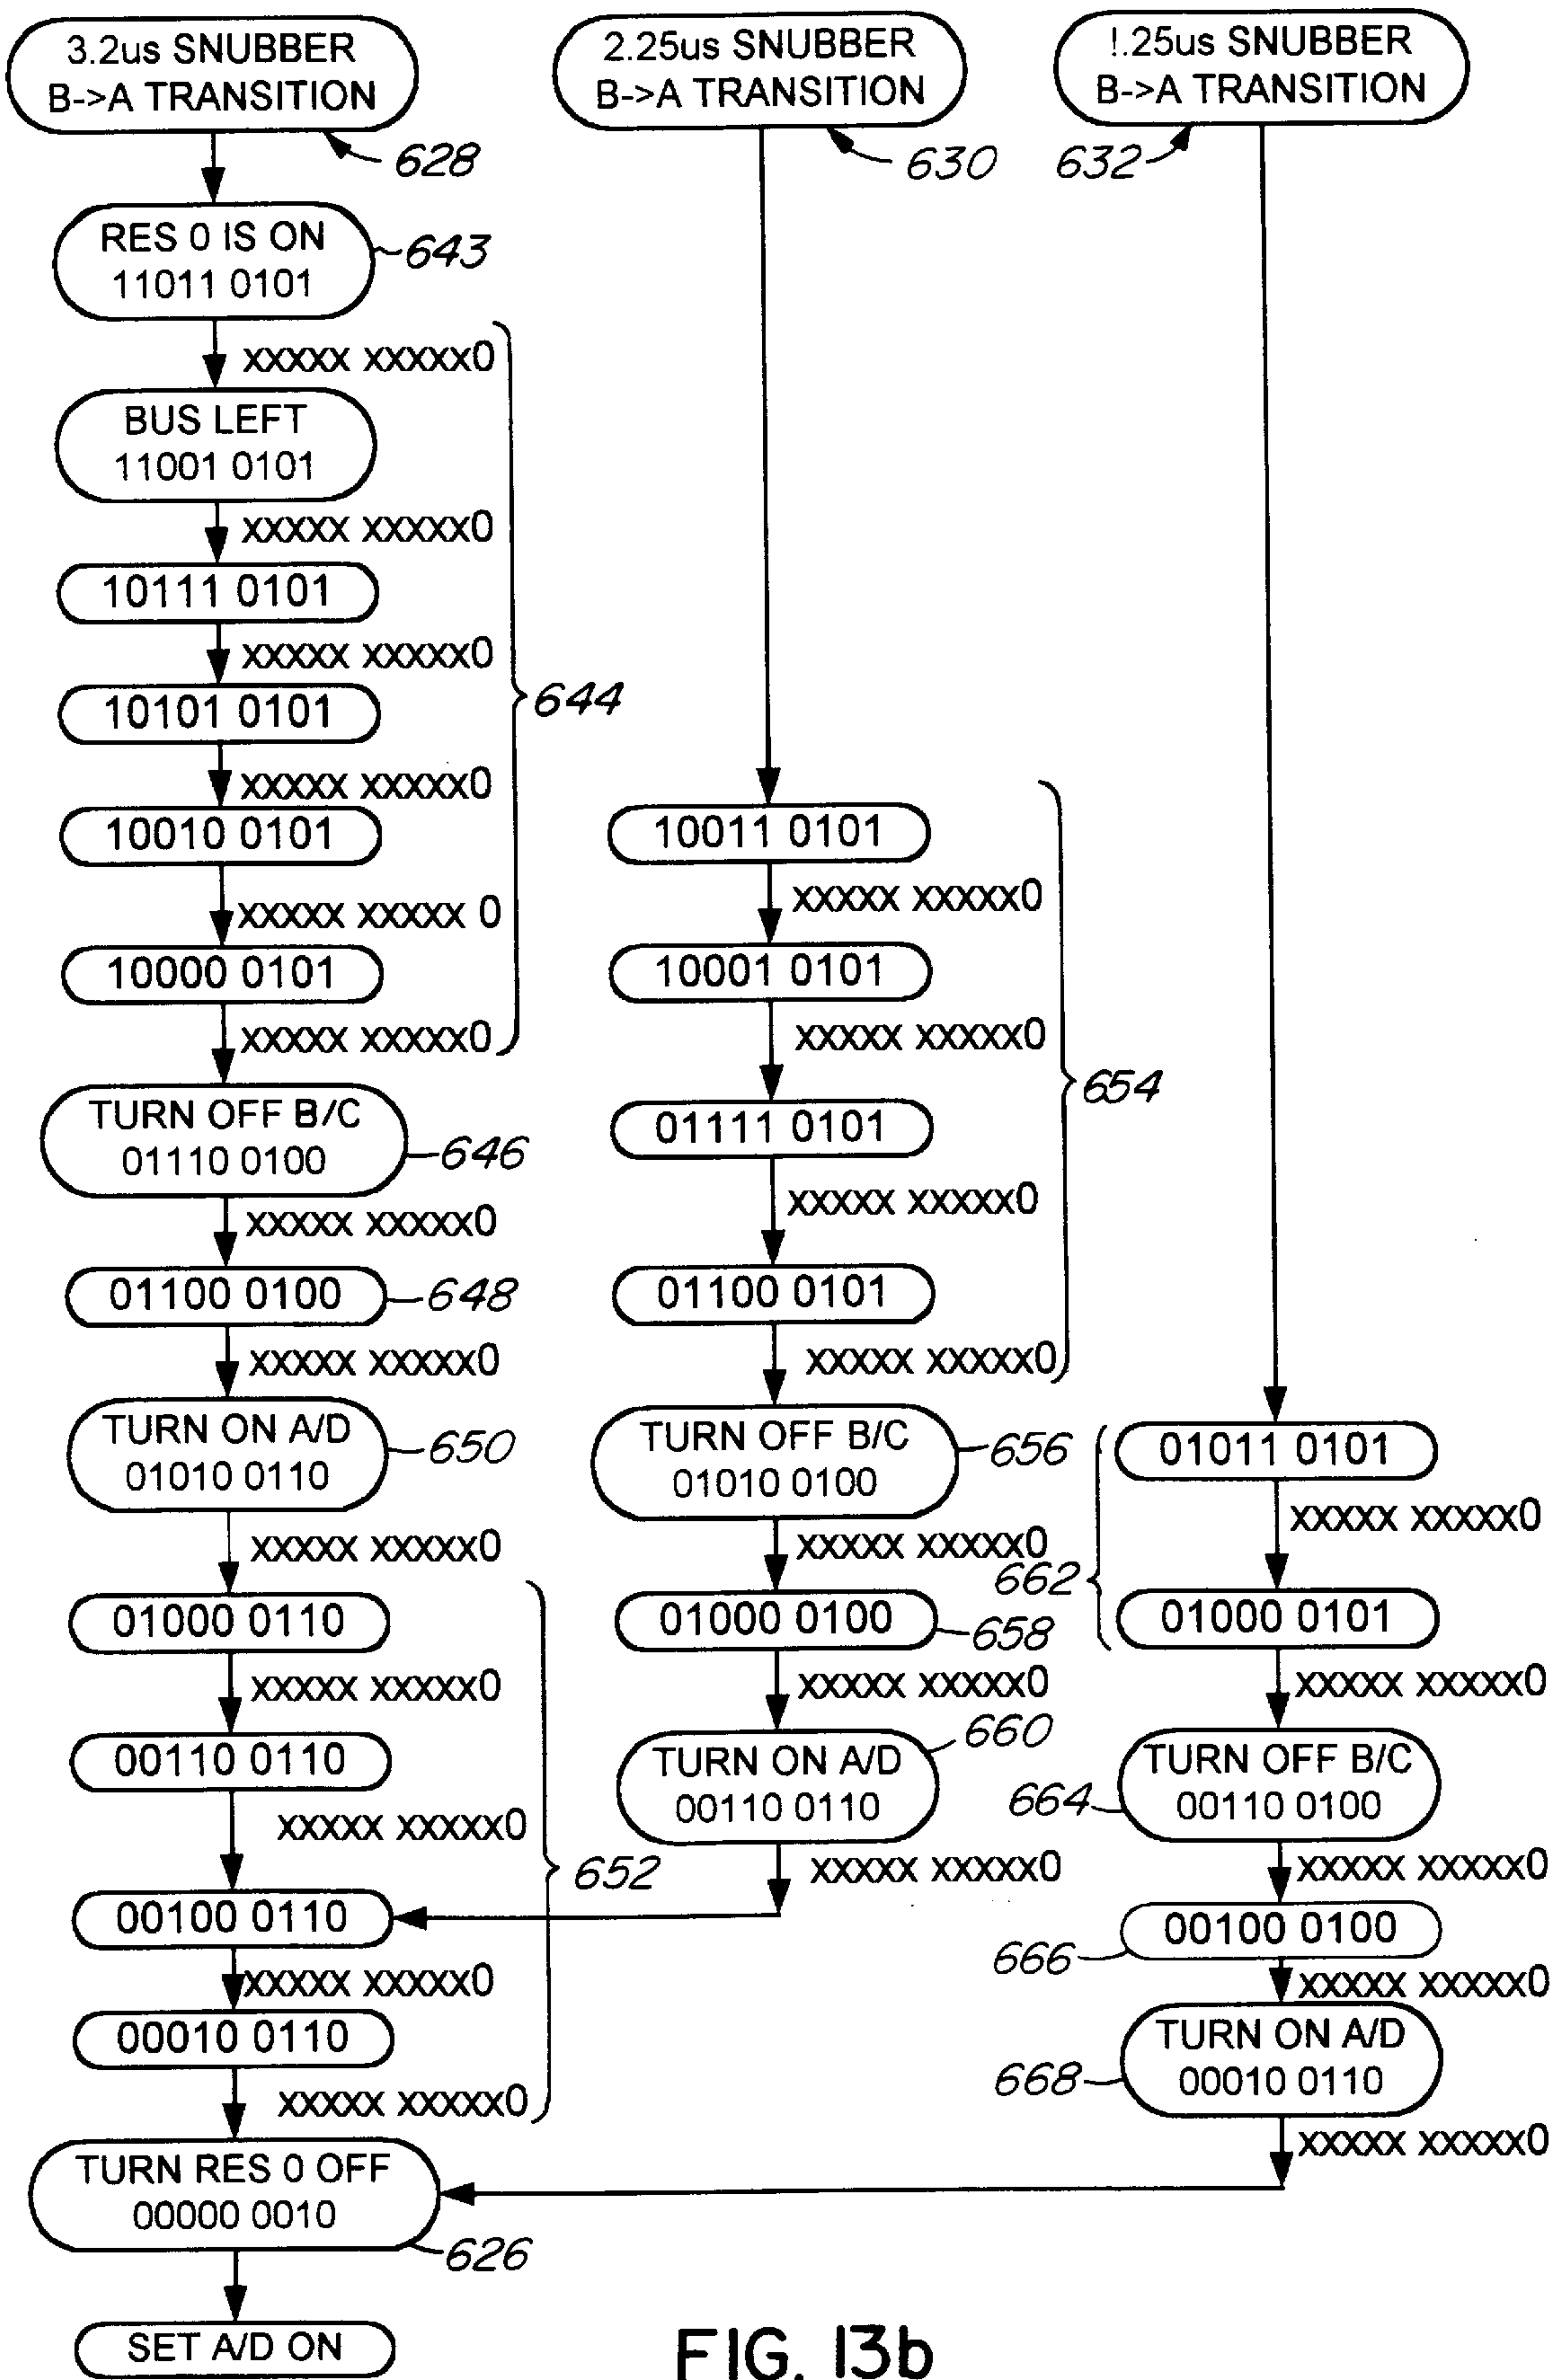 3.2us SNUBBER
B->A TRANSITION
628
RES 0 IS ON
11011 0101
643
xxxxx xxxxx0
BUS LEFT
11001 0101
xxxxx xxxxx0
10111 0101
xxxxx xxxxx0
10101 0101
644
xxxxx xxxxx0
10010 0101
xxxxx xxxxx 0
10000 0101
xxxxx xxxxx0
TURN OFF B/C
01110 0100
646
xxxxx xxxxx0
01100 0100
648
xxxxx xxxxx0
TURN ON A/D
01010 0110
650
xxxxx xxxxx0
01000 0110
xxxxx xxxxx0
00110 0110
xxxxx xxxxx0
652
00100 0110
xxxxx xxxxx0
00010 0110
xxxxx xxxxx0
TURN RES 0 OFF
00000 0010
626
SET A/D ON
2.25us SNUBBER
B->A TRANSITION
630
10011 0101
xxxxx xxxxx0
10001 0101
xxxxx xxxxx0
654
01111 0101
xxxxx xxxxx0
01100 0101
xxxxx xxxxx0
TURN OFF B/C
01010 0100
656
xxxxx xxxxx0
01000 0100
658
xxxxx xxxxx0
TURN ON A/D
00110 0110
660
xxxxx xxxxx0
!.25us SNUBBER
B->A TRANSITION
632
01011 0101
xxxxx xxxxx0
662
01000 0101
xxxxx xxxxx0
TURN OFF B/C
00110 0100
664
xxxxx xxxxx0
00100 0100
666
xxxxx xxxxx0
TURN ON A/D
00010 0110
668
xxxxx xxxxx0
FIG. 13b